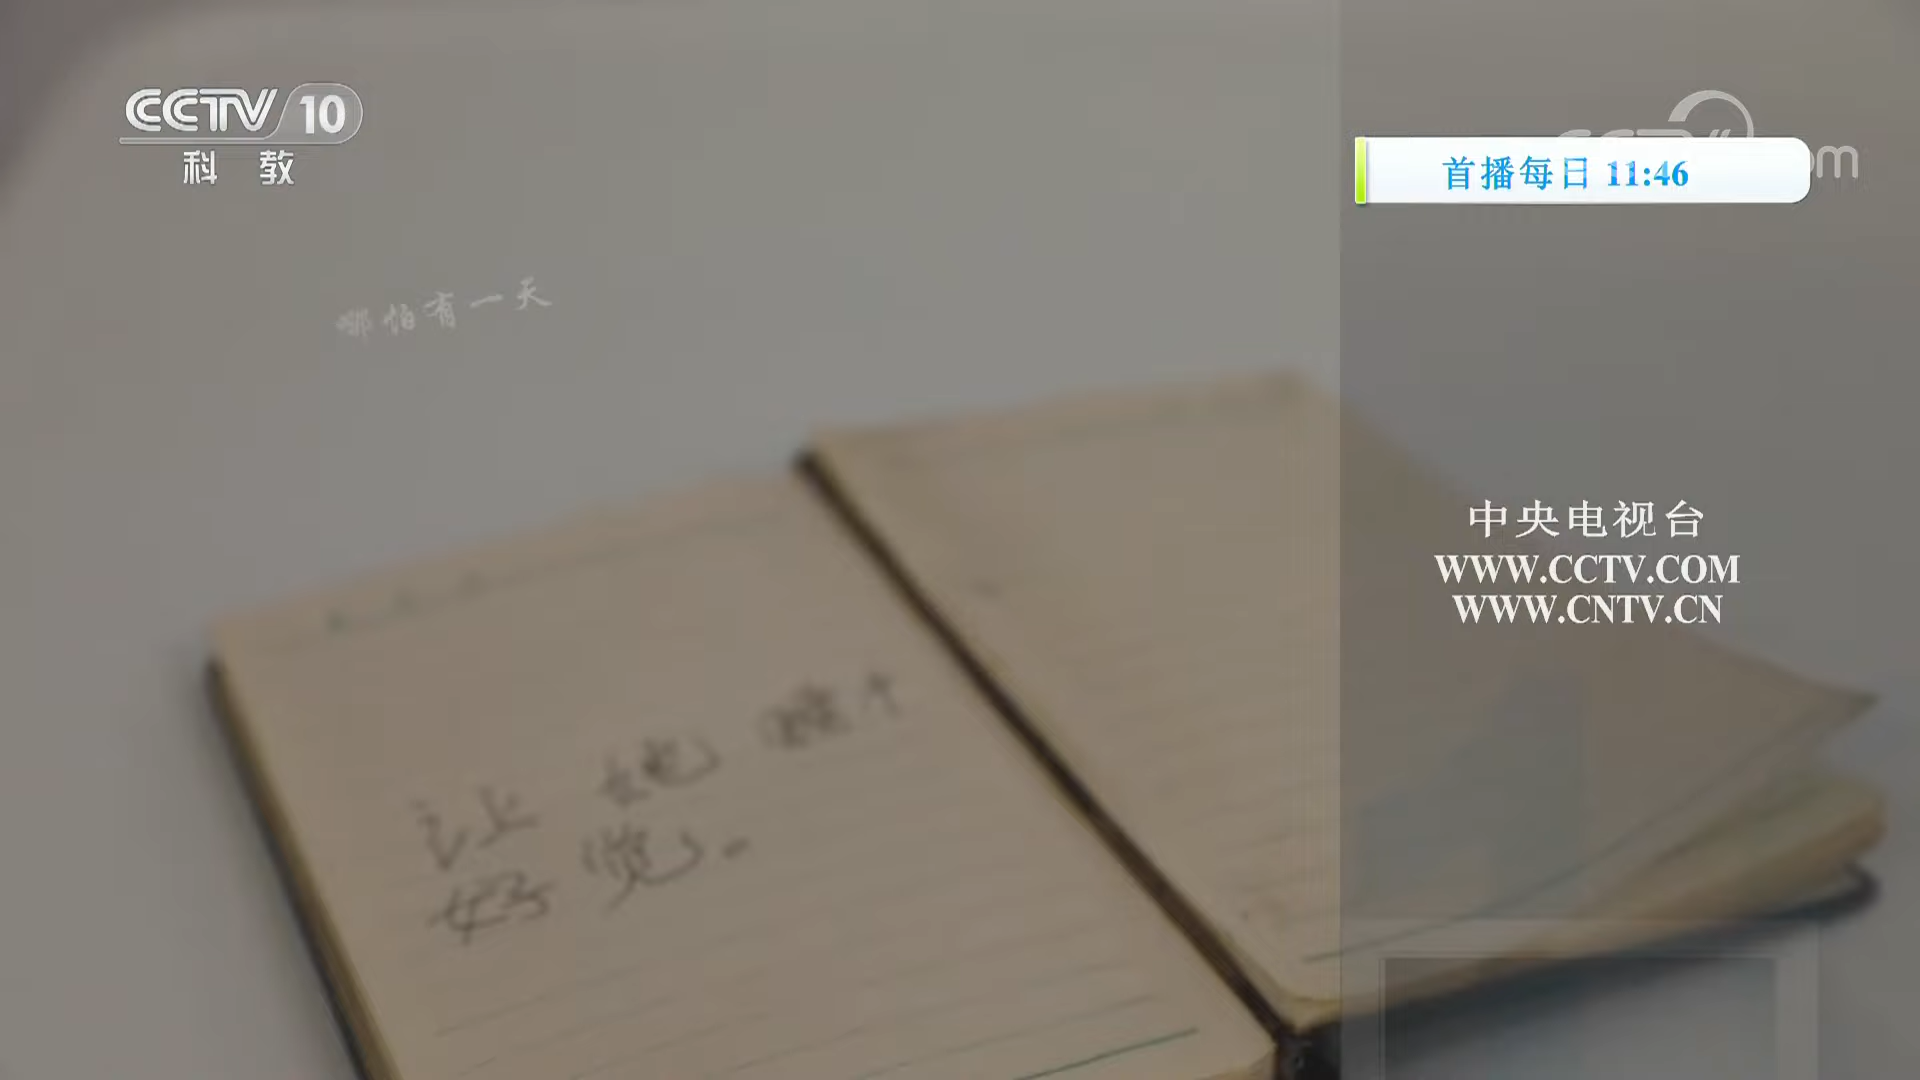 CCTV 10
科 教
首播每日 11:46
哪怕有一天
中央电视台
WWW.CCTV.COM
WWW.CNTV.CN
让 她 睡个
好觉。